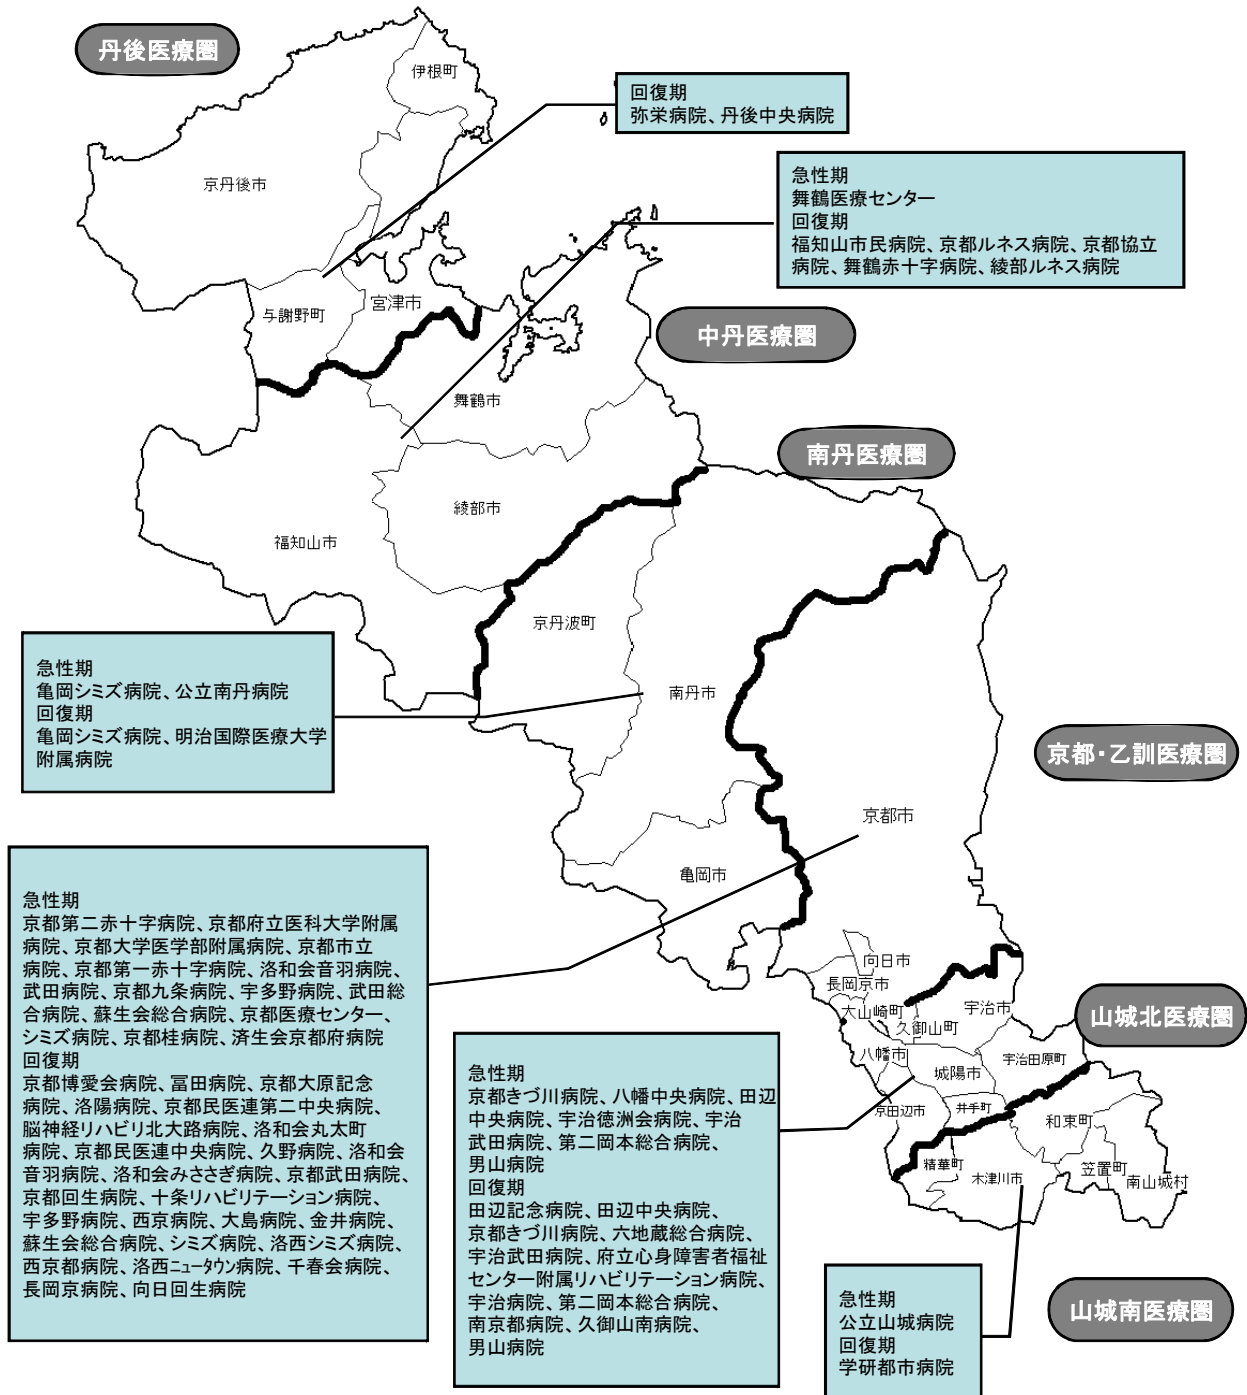 丹後医療圏
伊根町
回復期
弥栄病院、丹後中央病院
京丹後市
急性期
舞鶴医療センター
回復期
福知山市民病院、京都ルネス病院、京都協立
病院、舞鶴赤十字病院、綾部ルネス病院
宮津市
与謝野町
中丹医療圏
舞鶴市
南丹医療圏
綾部市
福知山市
京丹波町
急性期
亀岡シミズ病院、公立南丹病院
回復期
亀岡シミズ病院、明治国際医療大学
附属病院
南丹市
京都・乙訓医療圏
京都市
亀岡市
急性期
京都第二赤十字病院、京都府立医科大学附属
病院、京都大学医学部附属病院、京都市立
病院、京都第一赤十字病院、洛和会音羽病院、
武田病院、京都九条病院、宇多野病院、武田総
合病院、蘇生会総合病院、京都医療センター、
シミズ病院、京都桂病院、済生会京都府病院
回復期
京都博愛会病院、冨田病院、京都大原記念
病院、洛陽病院、京都民医連第二中央病院、
脳神経リハビリ北大路病院、洛和会丸太町
病院、京都民医連中央病院、久野病院、洛和会
音羽病院、洛和会みささぎ病院、京都武田病院、
京都回生病院、十条リハビリテーション病院、
宇多野病院、西京病院、大島病院、金井病院、
蘇生会総合病院、シミズ病院、洛西シミズ病院、
西京都病院、洛西ニュータウン病院、千春会病院、
長岡京病院、向日回生病院
向日市
長岡京市
大山崎町
宇治市
久御山町
山城北医療圏
八幡市
宇治田原町
城陽市
京田辺市
井手町
和束町
精華町
木津川市
笠置町
南山城村
急性期
京都きづ川病院、八幡中央病院、田辺
中央病院、宇治徳洲会病院、宇治
武田病院、第二岡本総合病院、
男山病院
回復期
田辺記念病院、田辺中央病院、
京都きづ川病院、六地蔵総合病院、
宇治武田病院、府立心身障害者福祉
センター附属リハビリテーション病院、
宇治病院、第二岡本総合病院、
南京都病院、久御山南病院、
男山病院
急性期
公立山城病院
回復期
学研都市病院
山城南医療圏